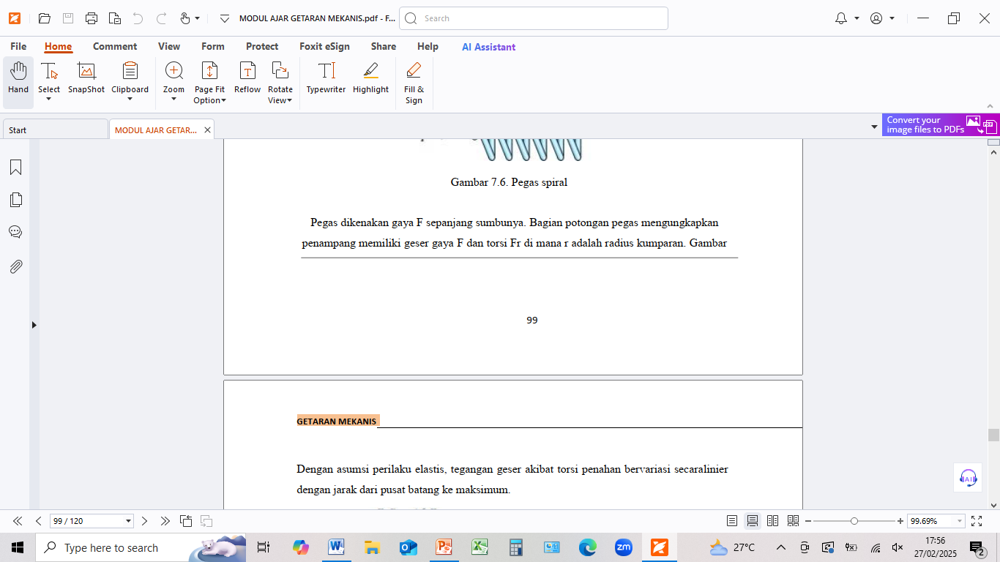 MODUL AJAR GETARAN MEKANIS.pdf - F...
Search
File Home Comment View Form Protect Foxit eSign Share Help AI Assistant
Hand Select SnapShot Clipboard Zoom Page Fit Option Reflow Rotate View Typewriter Highlight Fill & Sign
Start
MODUL AJAR GETAR...
Convert your
image files to PDFs
Gambar 7.6. Pegas spiral
Pegas dikenakan gaya F sepanjang sumbunya. Bagian potongan pegas mengungkapkan
penampang memiliki geser gaya F dan torsi Fr di mana r adalah radius kumparan. Gambar
99
GETARAN MEKANIS
Dengan asumsi perilaku elastis, tegangan geser akibat torsi penahan bervariasi secaralinier
dengan jarak dari pusat batang ke maksimum.
AI
99 / 120
99.69%
Type here to search
27°C
17:56
27/02/2025
2